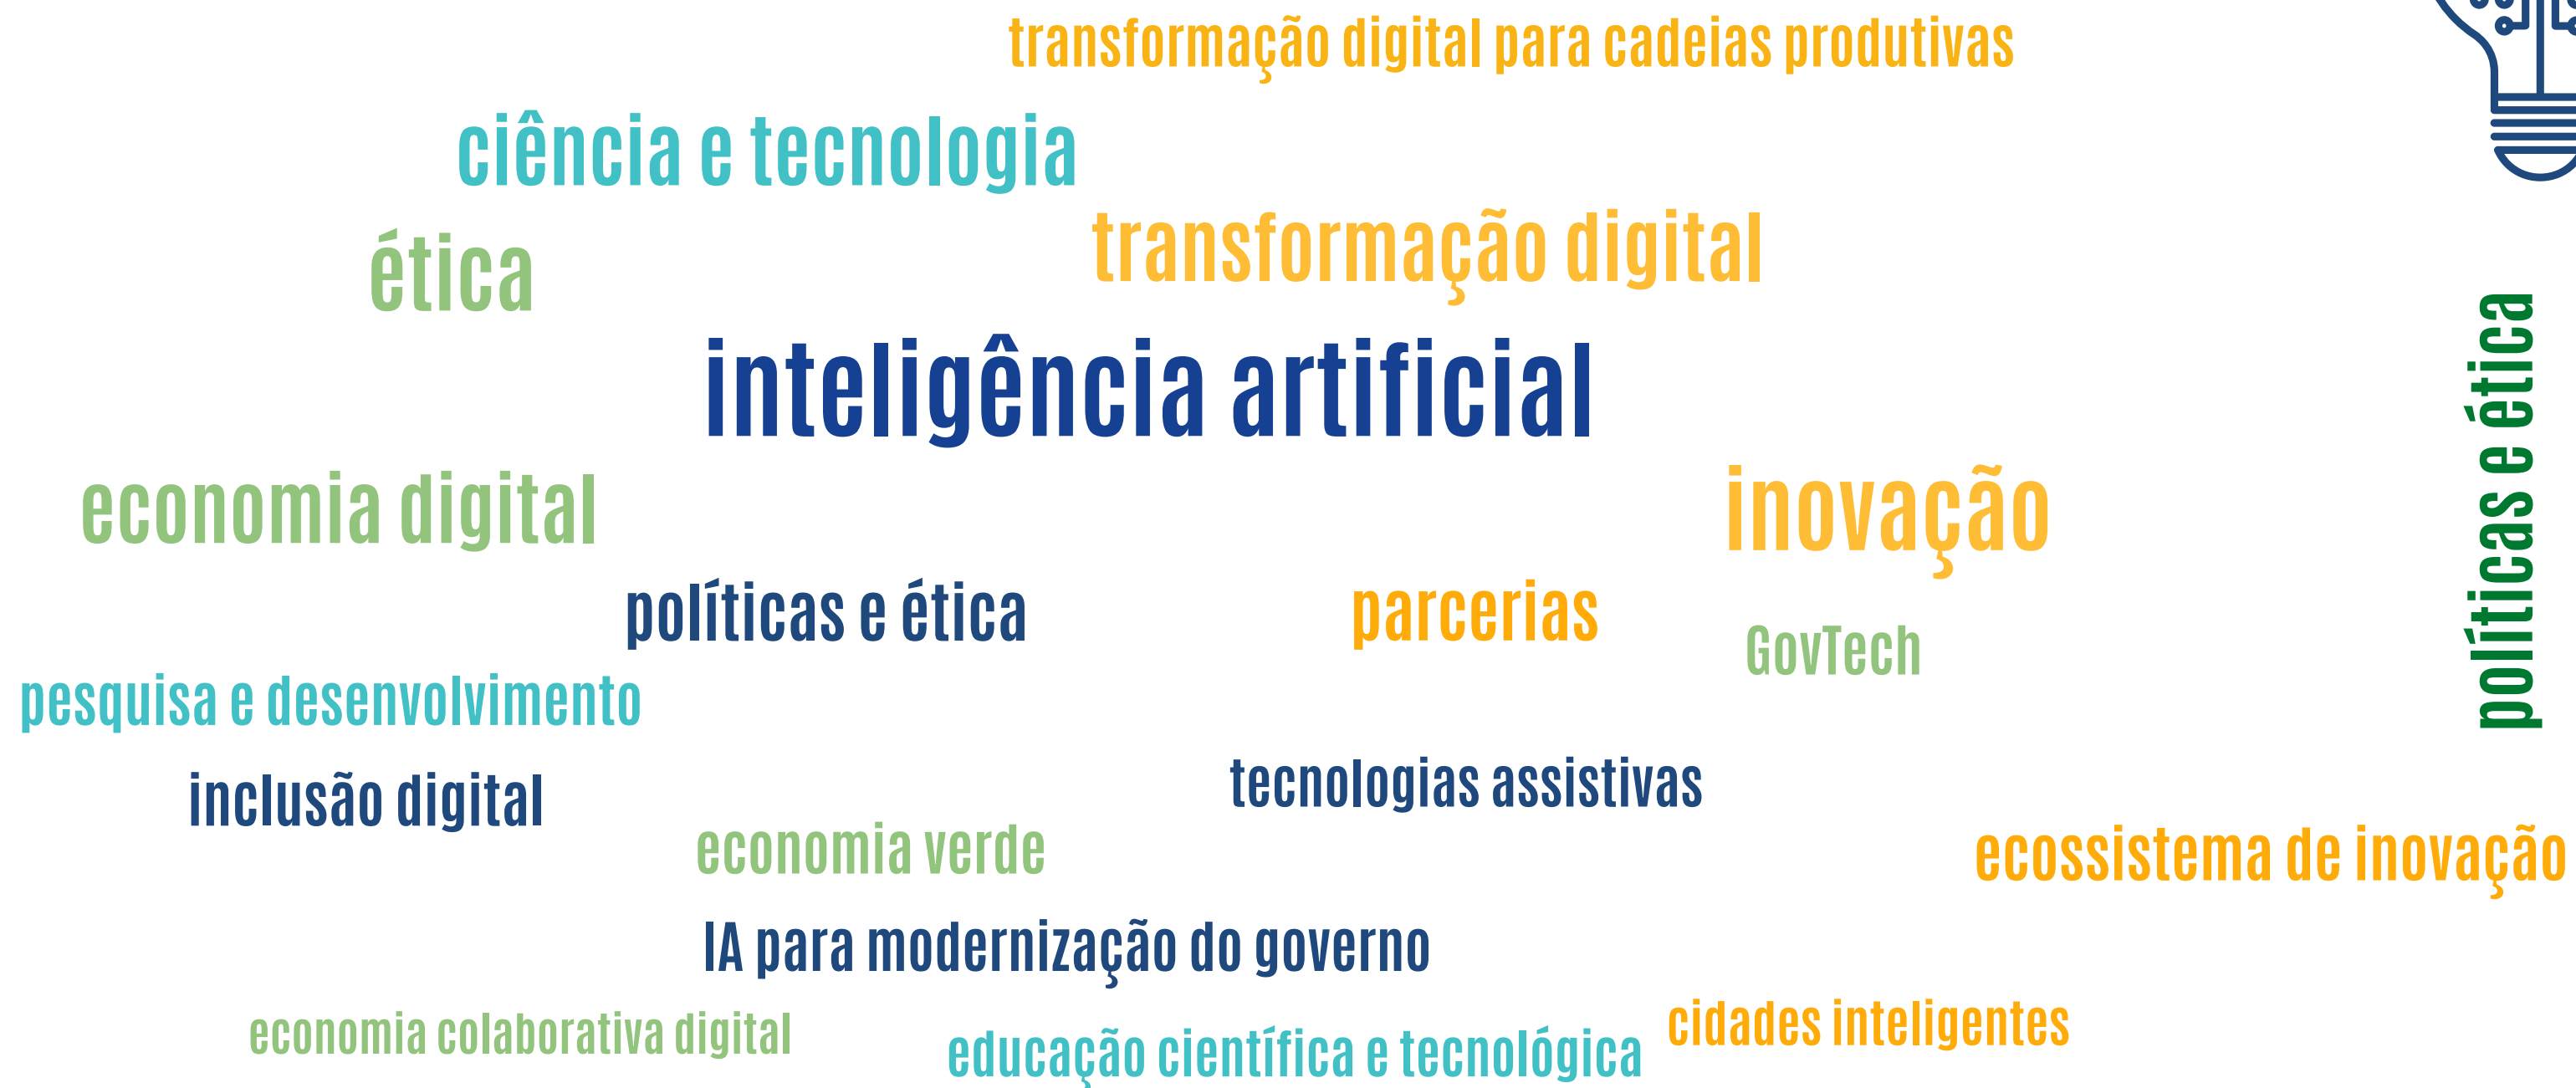 transformação digital para cadeias produtivas
ciência e tecnologia
transformação digital
ética
inteligência artificial
economia digital
inovação
políticas e ética
políticas e ética
parcerias
GovTech
pesquisa e desenvolvimento
tecnologias assistivas
inclusão digital
economia verde
ecossistema de inovação
IA para modernização do governo
economia colaborativa digital
educação científica e tecnológica
cidades inteligentes